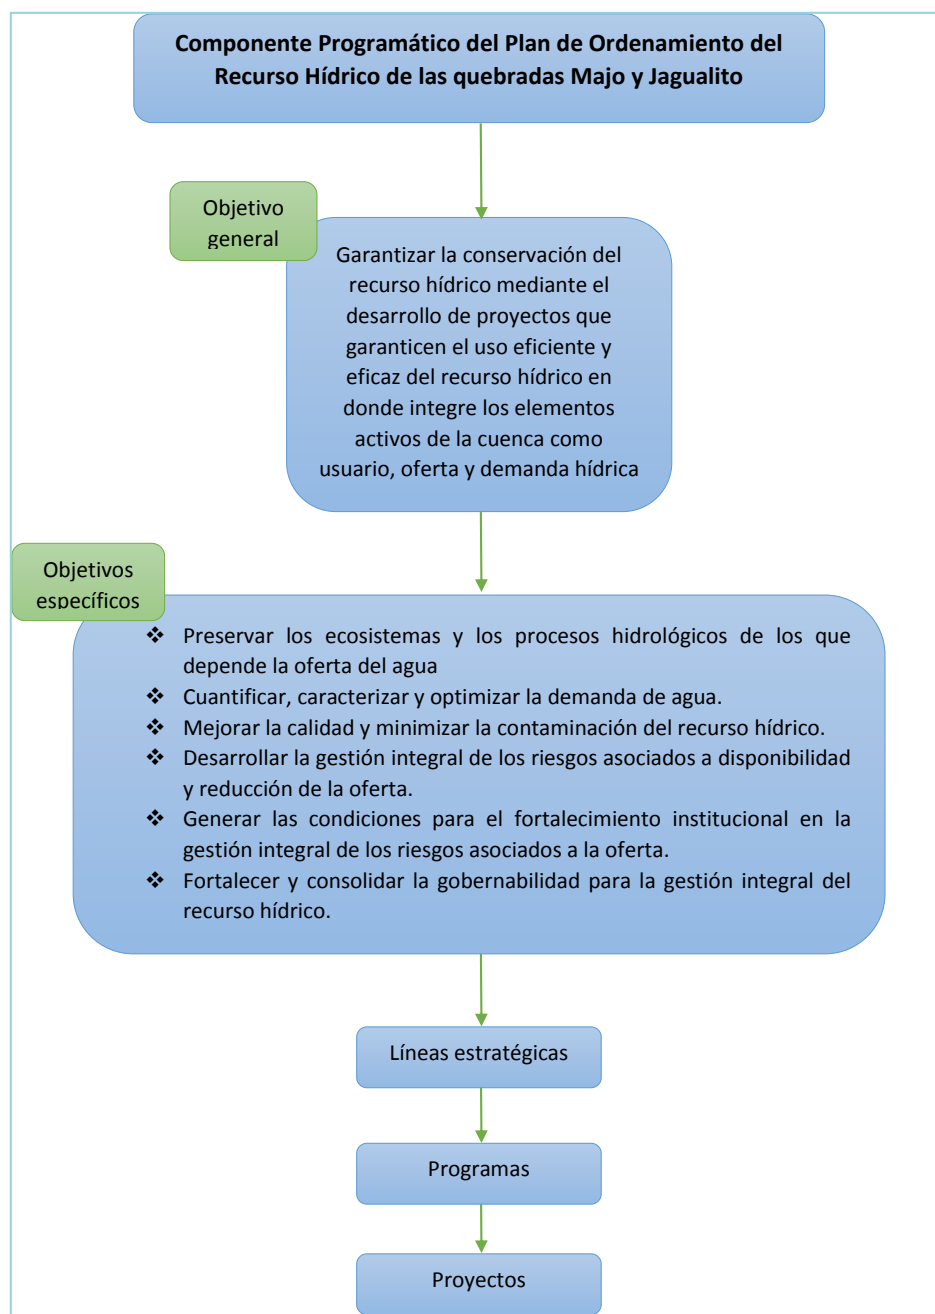 Componente Programático del Plan de Ordenamiento del
Recurso Hídrico de las quebradas Majo y Jagualito
Objetivo
general
Garantizar la conservación del
recurso hídrico mediante el
desarrollo de proyectos que
garanticen el uso eficiente y
eficaz del recurso hídrico en
donde integre los elementos
activos de la cuenca como
usuario, oferta y demanda hídrica
Objetivos
específicos
❖ Preservar los ecosistemas y los procesos hidrológicos de los que
depende la oferta del agua
❖ Cuantificar, caracterizar y optimizar la demanda de agua.
❖ Mejorar la calidad y minimizar la contaminación del recurso hídrico.
❖ Desarrollar la gestión integral de los riesgos asociados a disponibilidad
y reducción de la oferta.
❖ Generar las condiciones para el fortalecimiento institucional en la
gestión integral de los riesgos asociados a la oferta.
❖ Fortalecer y consolidar la gobernabilidad para la gestión integral del
recurso hídrico.
Líneas estratégicas
Programas
Proyectos